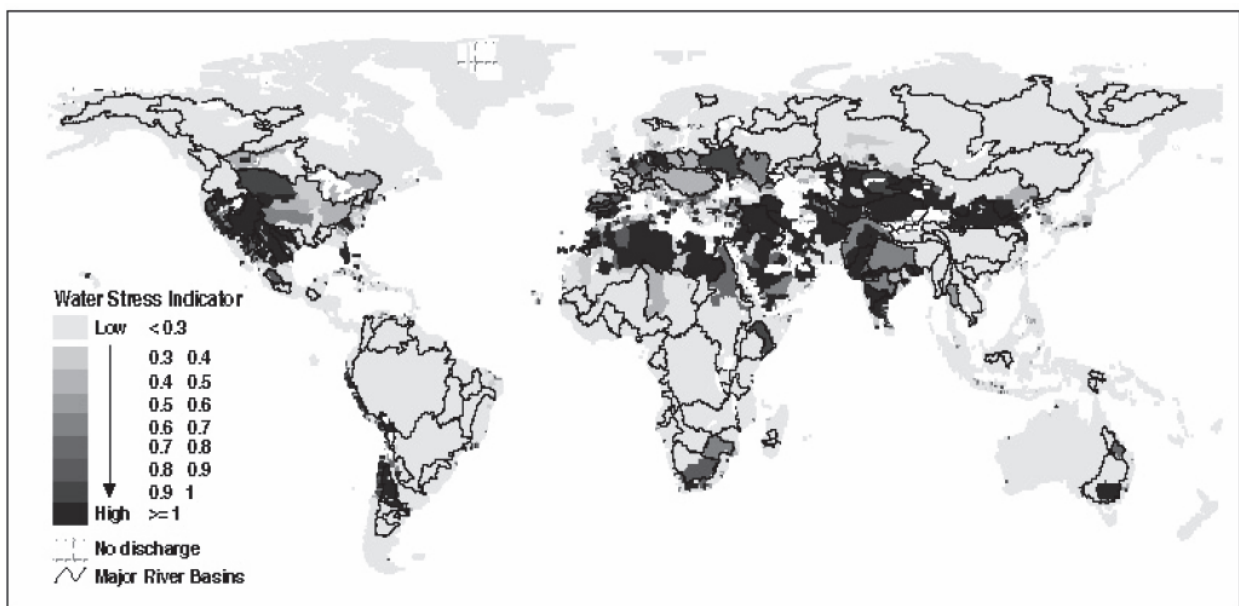 Water Stress Indicator
Low < 0.3
0.3 0.4
0.4 0.5
0.5 0.6
0.6 0.7
0.7 0.8
0.8 0.9
0.9 1
High >= 1
No discharge
Major River Basins